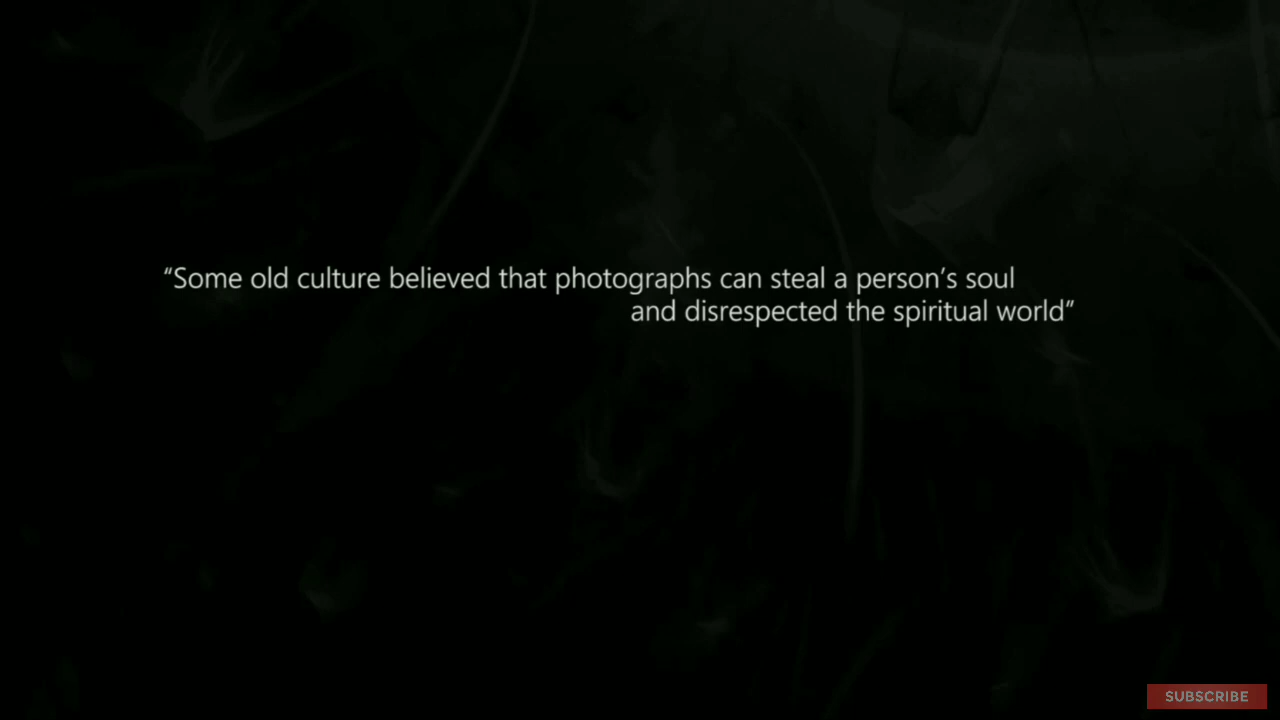 “Some old culture believed that photographs can steal a person’s soul
and disrespected the spiritual world”
SUBSCRIBE